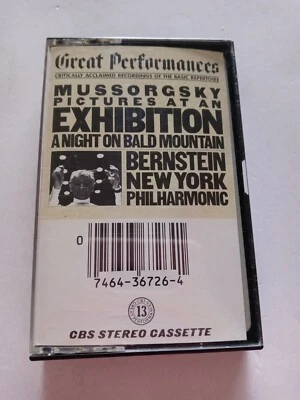 Great Performances
CRITICALLY ACCLAIMED RECORDINGS OF THE BASIC REPERTOIRE
MUSSORGSKY
PICTURES AT AN
EXHIBITION
A NIGHT ON BALD MOUNTAIN
BERNSTEIN
NEW YORK
PHILHARMONIC
0
7464-36726-4
13
CBS STEREO CASSETTE